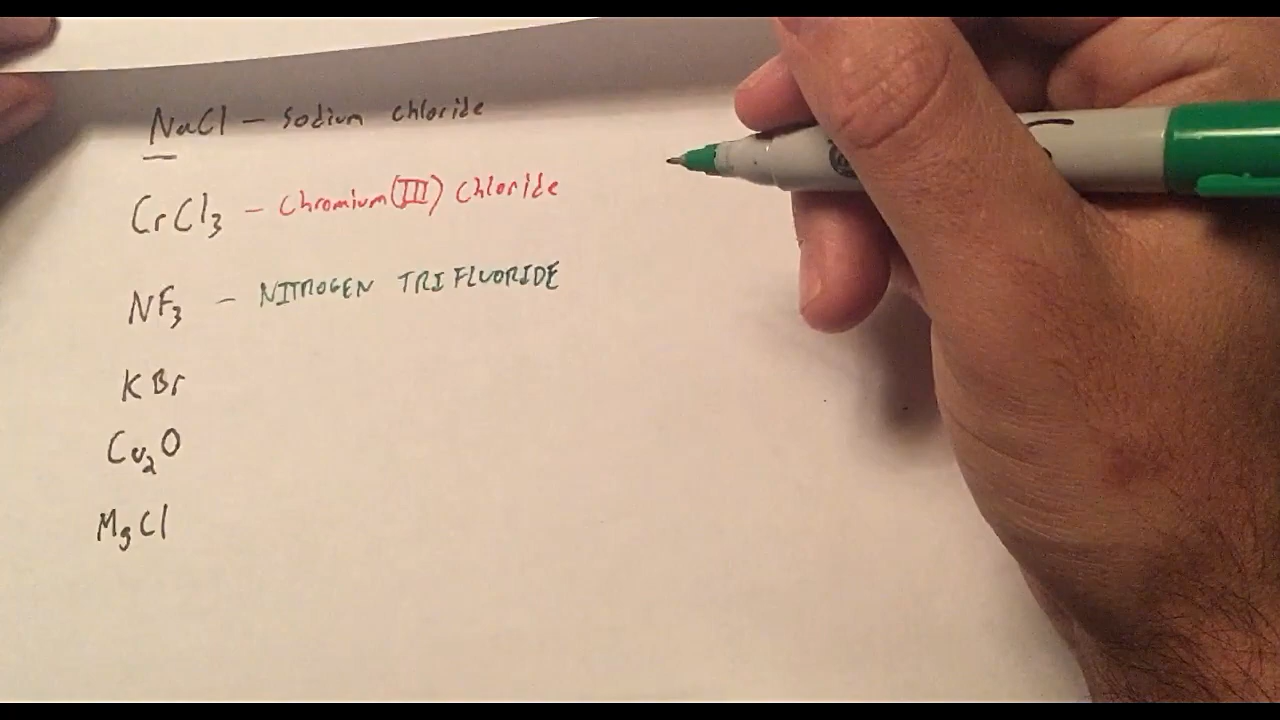 NaCl - Sodium chloride
CrCl3 - Chromium(III) Chloride
NF3 - NITROGEN TRIFLUORIDE
KBr
Cu2O
MgCl